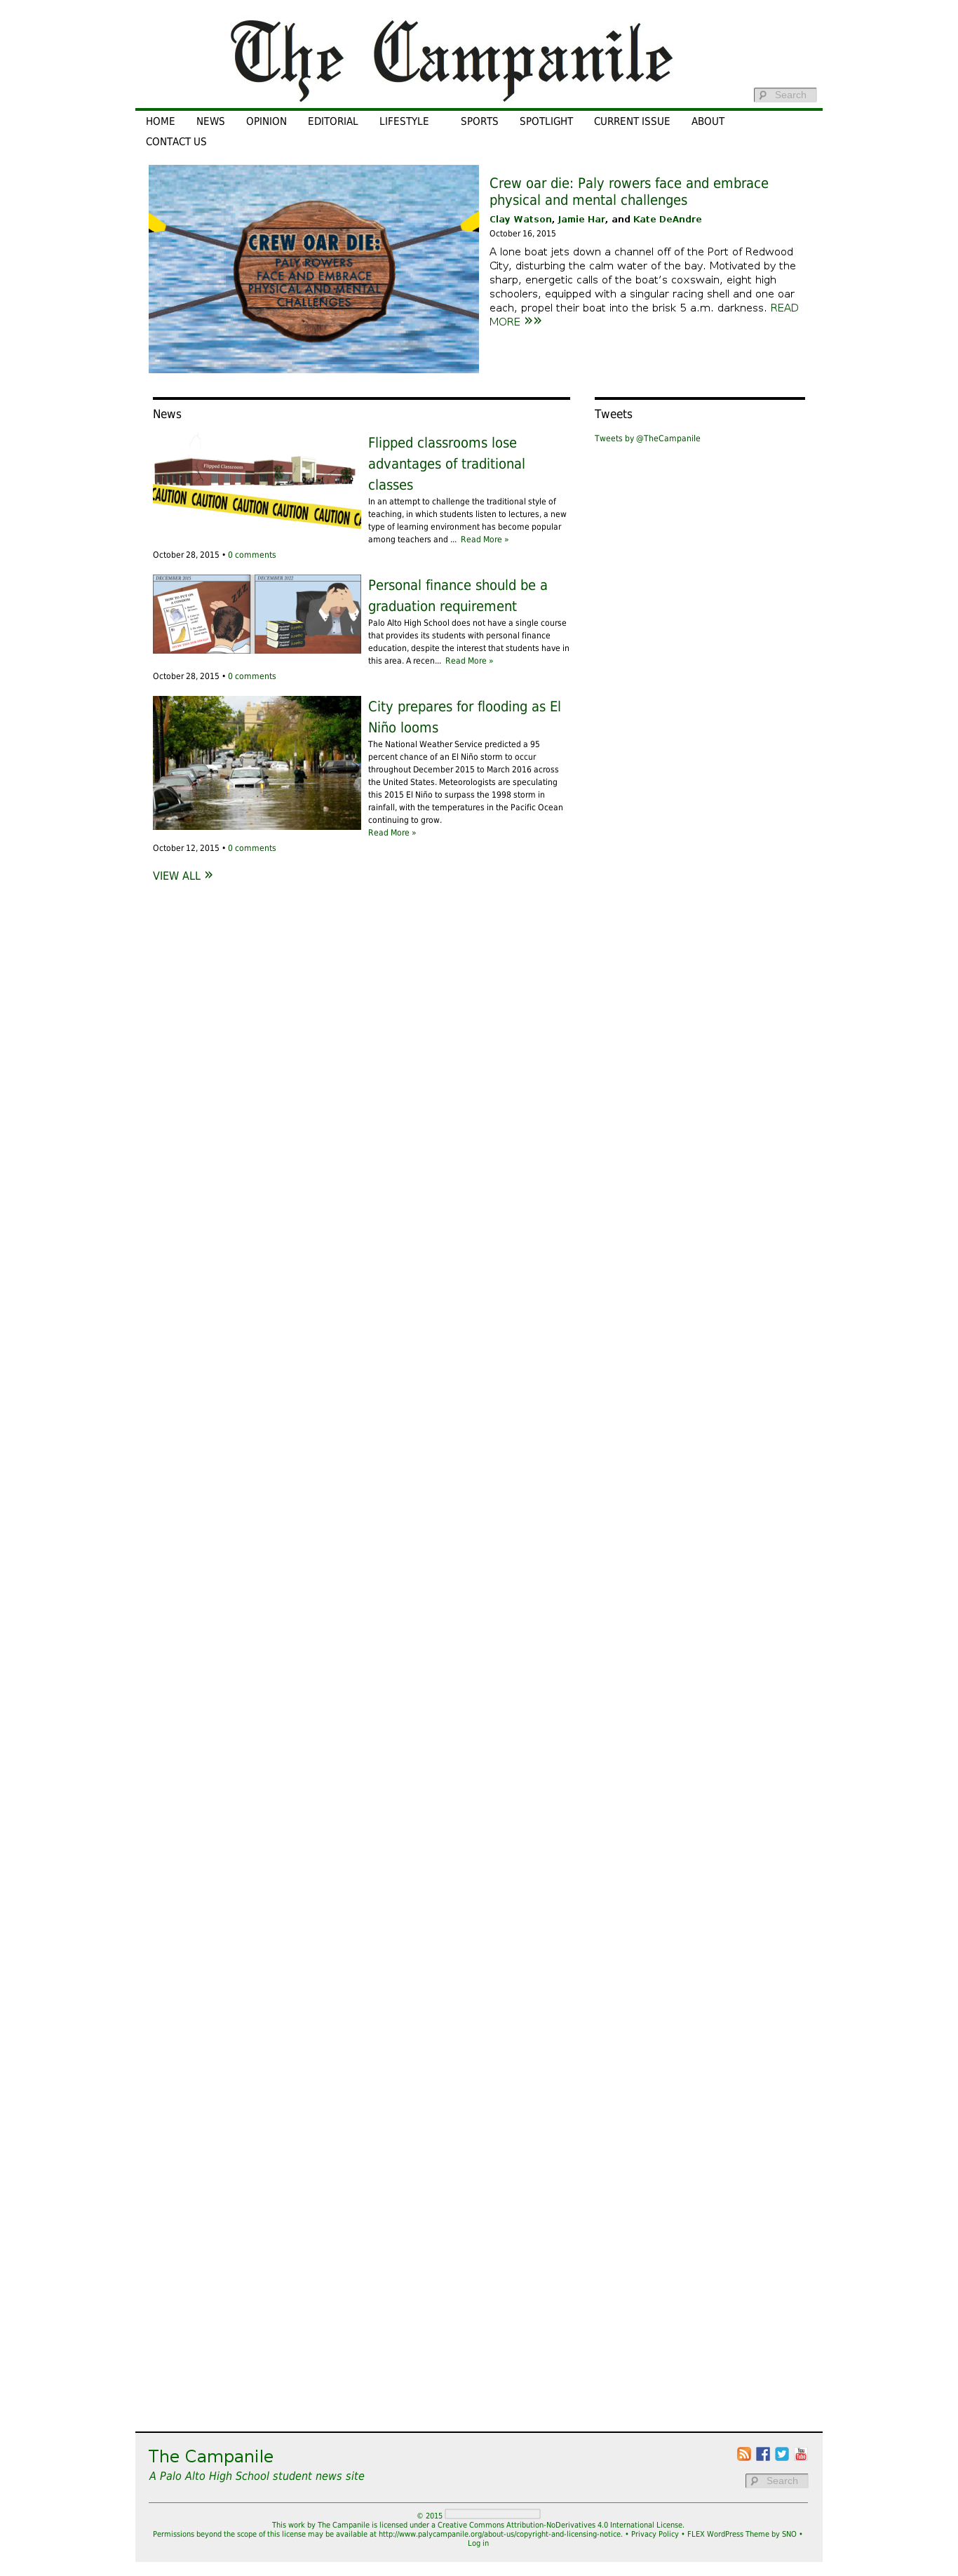 The Campanile
Search
HOME NEWS OPINION EDITORIAL LIFESTYLE SPORTS SPOTLIGHT CURRENT ISSUE ABOUT
CONTACT US
CREW OAR DIE:
PALY ROWERS
FACE AND EMBRACE
PHYSICAL AND MENTAL
CHALLENGES
Crew oar die: Paly rowers face and embrace
physical and mental challenges
Clay Watson, Jamie Har, and Kate DeAndre
October 16, 2015
A lone boat jets down a channel off of the Port of Redwood
City, disturbing the calm water of the bay. Motivated by the
sharp, energetic calls of the boat's coxswain, eight high
schoolers, equipped with a singular racing shell and one oar
each, propel their boat into the brisk 5 a.m. darkness. READ
MORE »»
News
Flipped Classroom
CAUTION CAUTION CAUTION CAUTION CAUTION
Flipped classrooms lose
advantages of traditional
classes
In an attempt to challenge the traditional style of
teaching, in which students listen to lectures, a new
type of learning environment has become popular
among teachers and ... Read More »
October 28, 2015 • 0 comments
DECEMBER 2022
Personal finance should be a
graduation requirement
Palo Alto High School does not have a single course
that provides its students with personal finance
education, despite the interest that students have in
this area. A recen... Read More »
October 28, 2015 • 0 comments
City prepares for flooding as El
Niño looms
The National Weather Service predicted a 95
percent chance of an El Niño storm to occur
throughout December 2015 to March 2016 across
the United States. Meteorologists are speculating
this 2015 El Niño to surpass the 1998 storm in
rainfall, with the temperatures in the Pacific Ocean
continuing to grow.
Read More »
October 12, 2015 • 0 comments
VIEW ALL »
Tweets
Tweets by @TheCampanile
The Campanile
A Palo Alto High School student news site
You Tube
Search
© 2015
This work by The Campanile is licensed under a Creative Commons Attribution-NoDerivatives 4.0 International License.
Permissions beyond the scope of this license may be available at http://www.palycampanile.org/about-us/copyright-and-licensing-notice. • Privacy Policy • FLEX WordPress Theme by SNO •
Log in